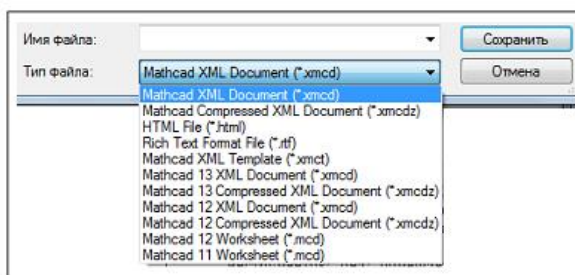 Имя файла:
Сохранить
Тип файла:
Mathcad XML Document (*.xmcd)
Отмена
Mathcad XML Document (*.xmcd)
Mathcad Compressed XML Document (*.xmcdz)
HTML File (*.html)
Rich Text Format File (*.rtf)
Mathcad XML Template (*.xmct)
Mathcad 13 XML Document (*.xmcd)
Mathcad 13 Compressed XML Document (*.xmcdz)
Mathcad 12 XML Document (*.xmcd)
Mathcad 12 Compressed XML Document (*.xmcdz)
Mathcad 12 Worksheet (*.mcd)
Mathcad 11 Worksheet (*.mcd)